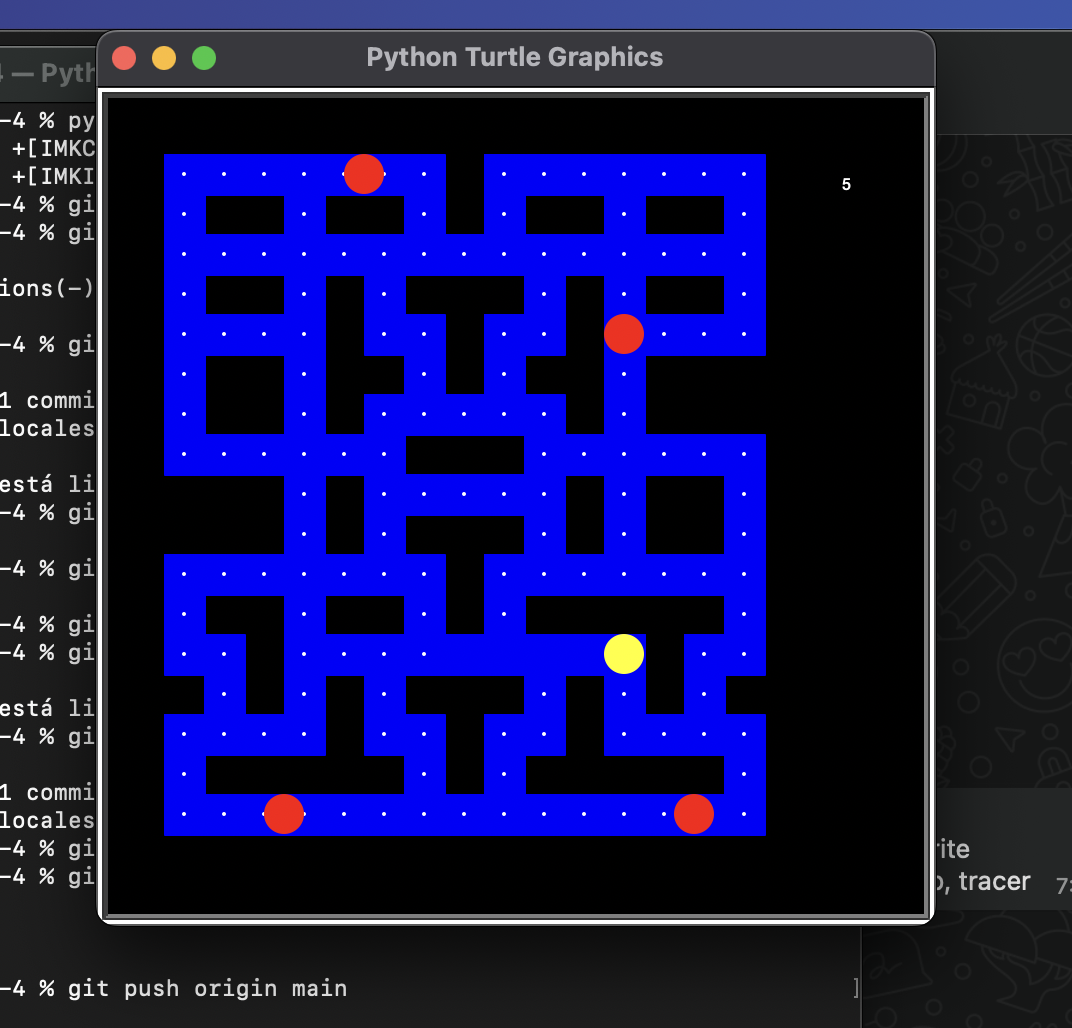 Python Turtle Graphics
— Pyth
5
-4 % py
+[IMKC
+[IMKI
-4 % gi
-4 % gi
ions(-)
-4 % gi
1 commi
locales
está li
-4 % gi
-4 % gi
-4 % gi
-4 % gi
está li
-4 % gi
1 commi
locales
-4 % gi
-4 % gi
rite
o, tracer
7:
-4 % git push origin main
]